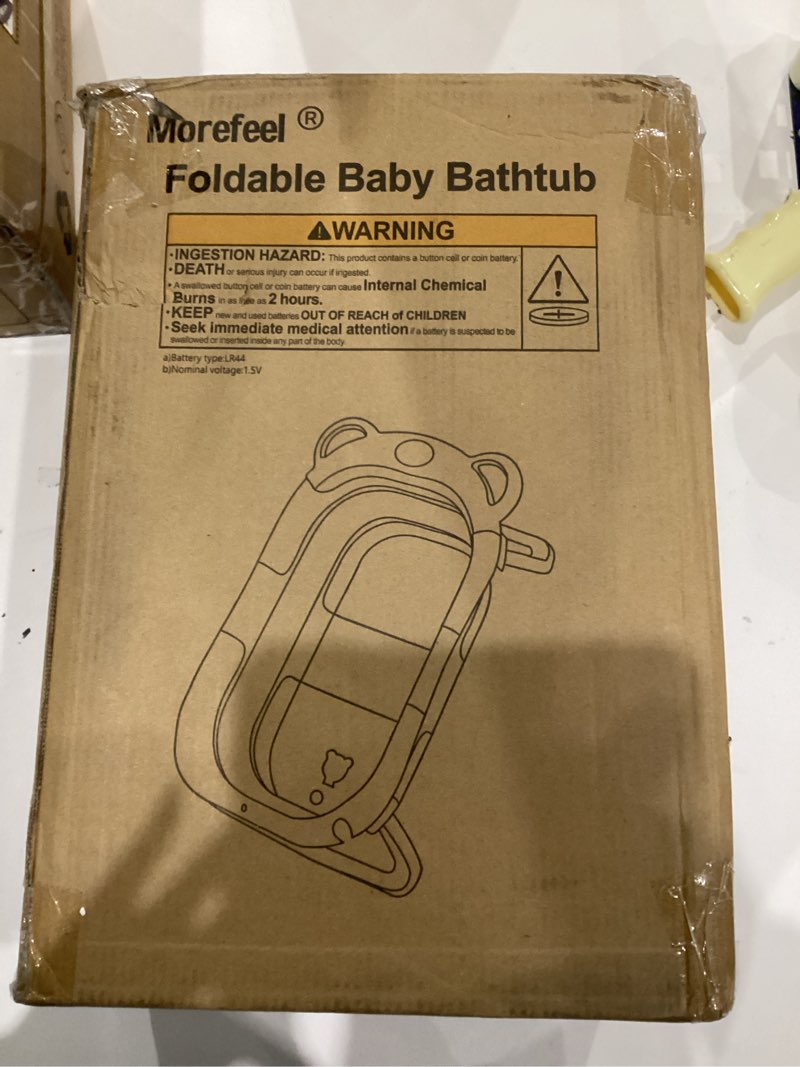 Morefeel ®
Foldable Baby Bathtub
WARNING
•INGESTION HAZARD: This product contains a button cell or coin battery.
•DEATH or serious injury can occur if ingested.
• A swallowed button cell or coin battery can cause Internal Chemical
Burns in as little as 2 hours.
•KEEP new and used batteries OUT OF REACH of CHILDREN
•Seek immediate medical attention if a battery is suspected to be
swallowed or inserted inside any part of the body.
a)Battery type:LR44
b)Nominal voltage:1.5V